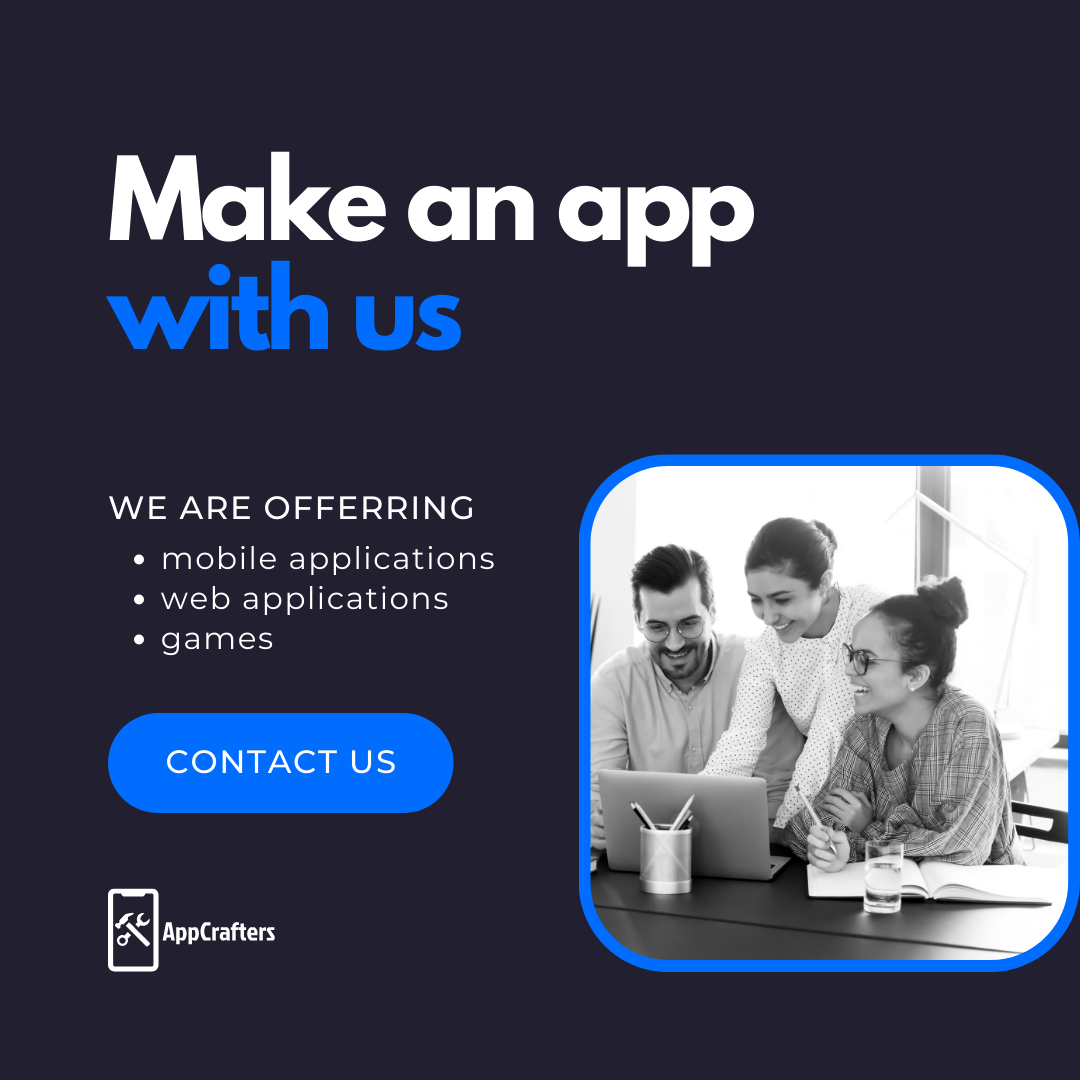 Make an app
with us
WE ARE OFFERRING
• mobile applications
• web applications
• games
CONTACT US
AppCrafters